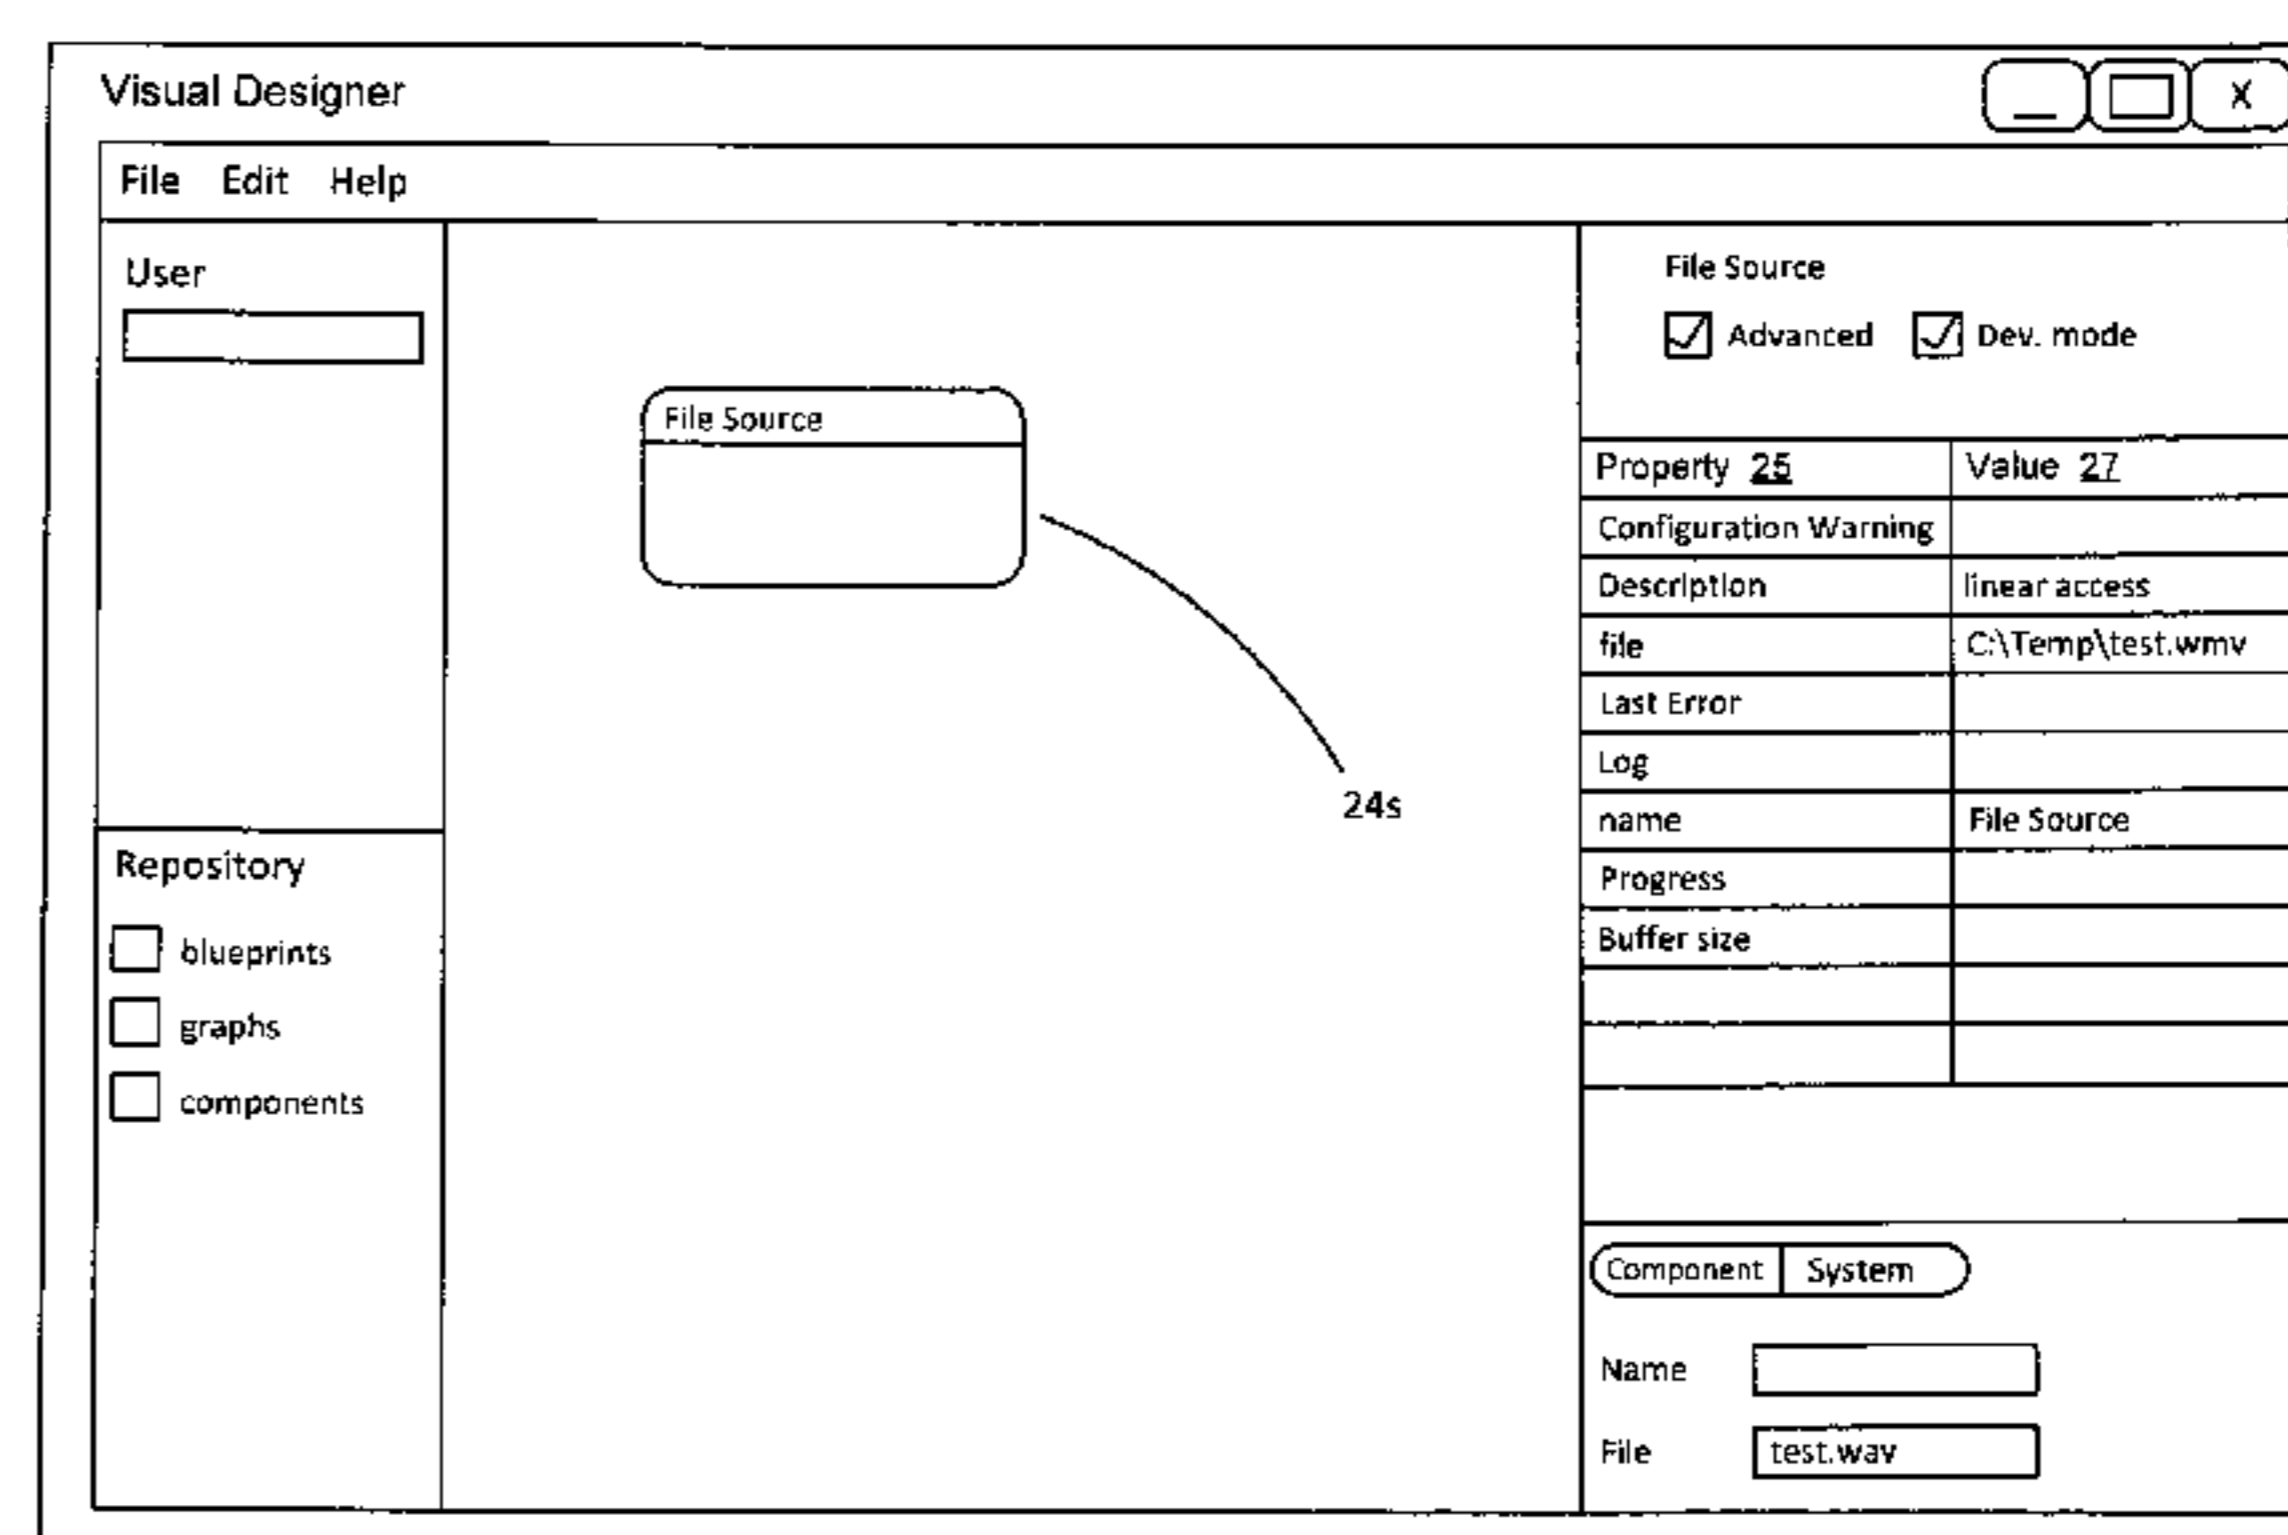 Visual Designer
X
File Edit Help
User
File Source
24s
Repository
blueprints
graphs
components
File Source
Advanced Dev. mode
Property 25 Value 27
Configuration Warning
Description linear access
file C:\Temp\test.wmv
Last Error
Log
name File Source
Progress
Buffer size
Component System
Name
File test.wav